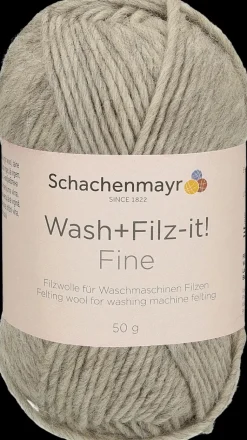 Schachenmayr
SINCE 1822
Wash+Filz-it!
Fine
Filzwolle für Waschmaschinen Filzen
Felting wool for washing machine felting
50 g